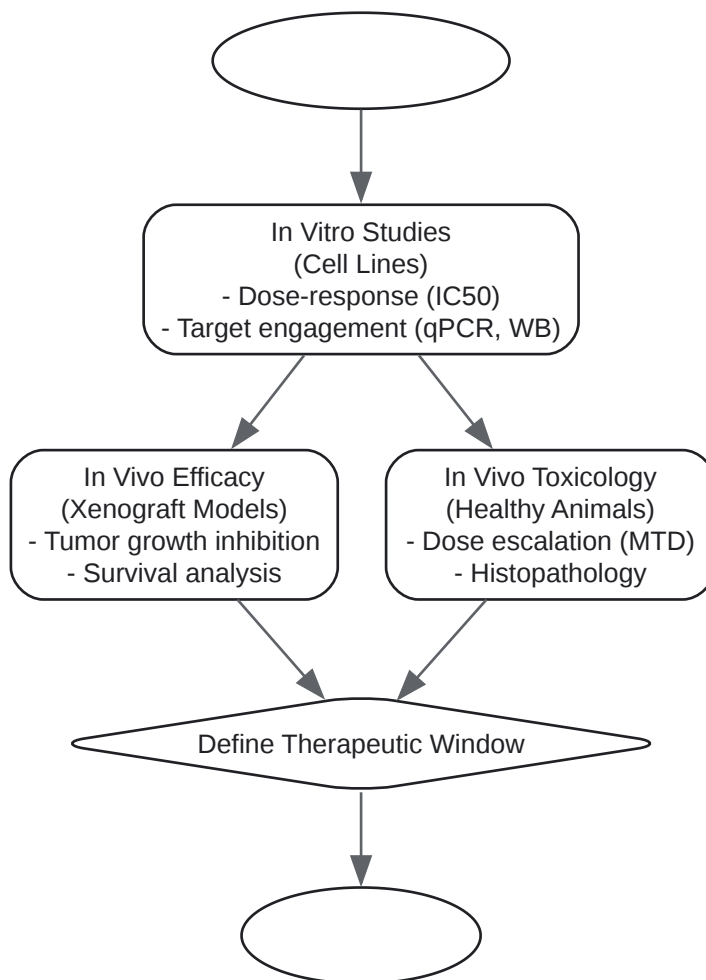 In Vitro Studies
(Cell Lines)
- Dose-response (IC50)
- Target engagement (qPCR, WB)
In Vivo Efficacy
(Xenograft Models)
- Tumor growth inhibition
- Survival analysis
In Vivo Toxicology
(Healthy Animals)
- Dose escalation (MTD)
- Histopathology
Define Therapeutic Window